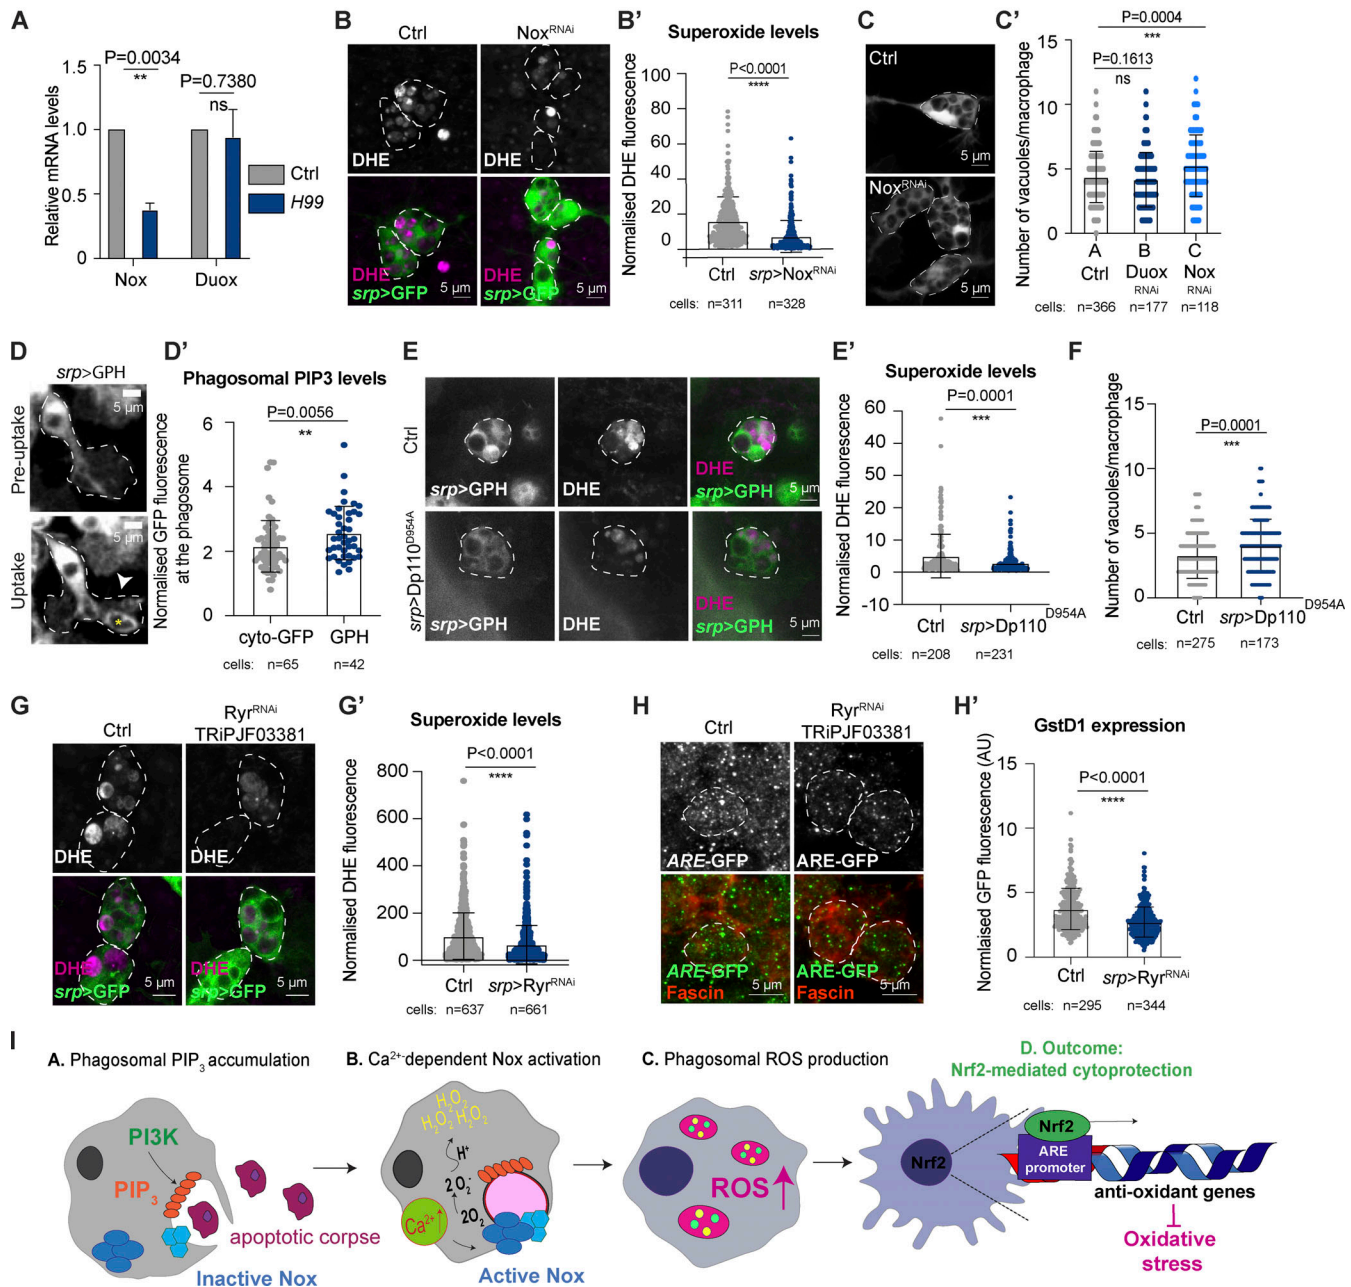 A
P=0.0034
**
P=0.7380
ns
1.5
1.0
0.5
0
Relative mRNA levels
Nox
Duox
Ctrl
H99
B
Ctrl
Nox^RNAi
DHE
DHE
DHE
srp>GFP
5 µm
DHE
srp>GFP
5 µm
B'
Superoxide levels
P<0.0001
****
100
80
60
40
20
0
Normalised DHE fluorescence
Ctrl
srp>Nox^RNAi
cells:
n=311
n=328
C
Ctrl
5 µm
Nox^RNAi
5 µm
C'
P=0.0004
***
P=0.1613
ns
15
10
5
0
Number of vacuoles/macrophage
A
B
C
Ctrl
Duox
Nox
RNAi
RNAi
cells:
n=366
n=177
n=118
D
srp>GPH
5 µm
Pre-uptake
5 µm
Uptake
*
D'
Phagosomal PIP3 levels
P=0.0056
**
6
4
2
0
Normalised GFP fluorescence
at the phagosome
cyto-GFP
GPH
cells:
n=65
n=42
E
Ctrl
srp>GPH
DHE
DHE
srp>GPH
5 µm
srp>Dp110^D954A
srp>GPH
DHE
DHE
srp>GPH
5 µm
E'
Superoxide levels
P=0.0001
***
60
40
20
10
0
-10
Normalised DHE fluorescence
Ctrl
srp>Dp110
D954A
cells:
n=208
n=231
F
P=0.0001
***
15
10
5
0
Number of vacuoles/macrophage
Ctrl
srp>Dp110
D954A
cells:
n=275
n=173
G
Ctrl
Ryr^RNAi
TRiPJF03381
DHE
DHE
DHE
srp>GFP
5 µm
DHE
srp>GFP
5 µm
G'
Superoxide levels
P<0.0001
****
800
600
400
200
0
Normalised DHE fluorescence
Ctrl
srp>Ryr^RNAi
cells:
n=637
n=661
H
Ctrl
Ryr^RNAi
TRiPJF03381
ARE-GFP
ARE-GFP
ARE-GFP
Fascin
5 µm
ARE-GFP
Fascin
5 µm
H'
GstD1 expression
P<0.0001
****
15
10
5
0
Normlaised GFP fluorescence (AU)
Ctrl
srp>Ryr^RNAi
cells:
n=295
n=344
I
A. Phagosomal PIP₃ accumulation
PI3K
PIP₃
apoptotic corpse
Inactive Nox
B. Ca²⁺-dependent Nox activation
H₂O₂
H₂O₂ H₂O₂
H⁺
2O₂⁻
2O₂
Ca²⁺
Active Nox
C. Phagosomal ROS production
ROS
D. Outcome:
Nrf2-mediated cytoprotection
Nrf2
Nrf2
ARE
promoter
anti-oxidant genes
Oxidative
stress